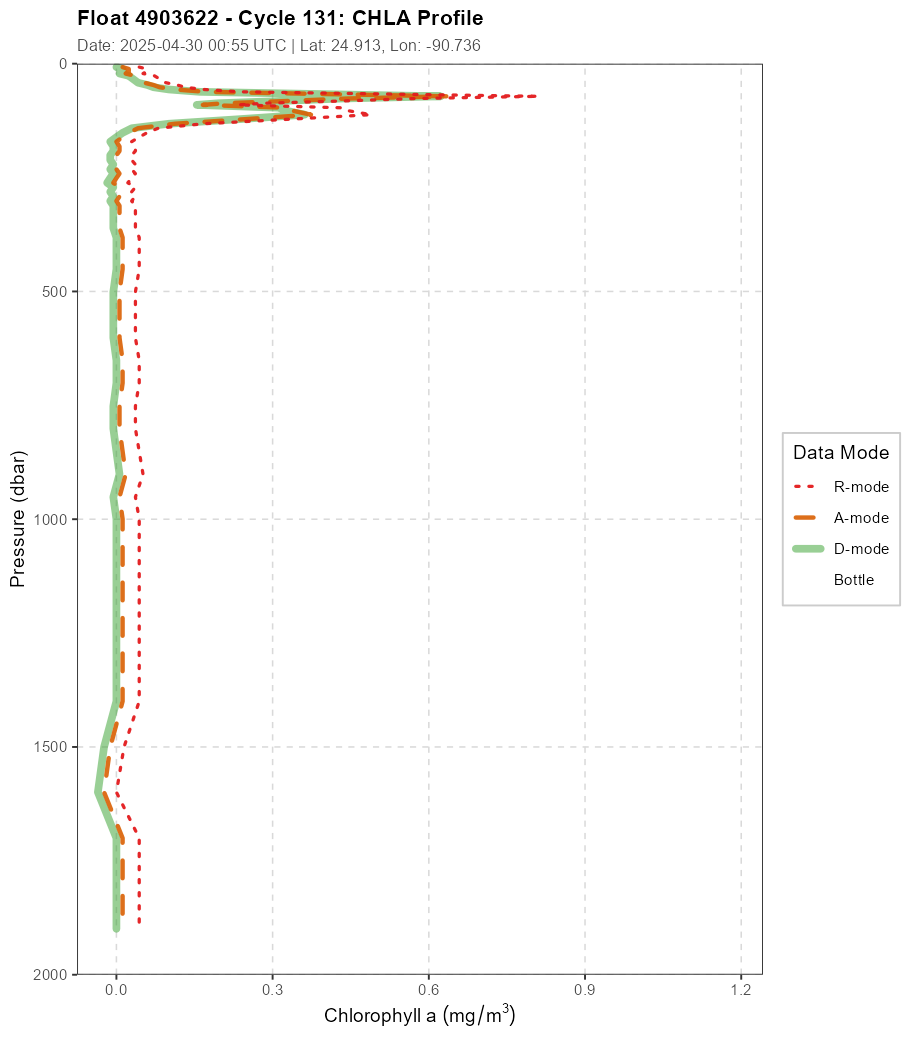 Float 4903622 - Cycle 131: CHLA Profile
Date: 2025-04-30 00:55 UTC | Lat: 24.913, Lon: -90.736
0
500
1000
1500
2000
Pressure (dbar)
0.0 0.3 0.6 0.9 1.2
Chlorophyll a (mg/m³)
Data Mode
R-mode
A-mode
D-mode
Bottle